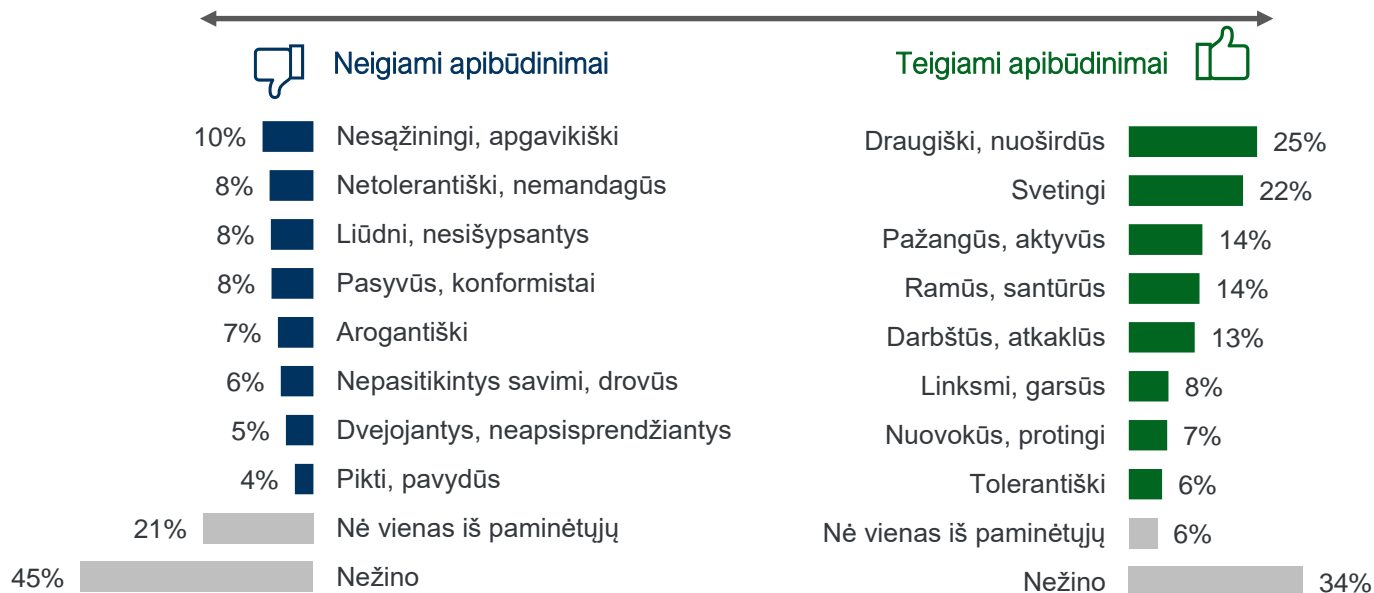 Neigiami apibūdinimai
10% Nesąžiningi, apgavikiški
8% Netolerantiški, nemandagūs
8% Liūdni, nesišypsantys
8% Pasyvūs, konformistai
7% Arogantiški
6% Nepasitikintys savimi, drovūs
5% Dvejojantys, neapsisprendžiantys
4% Pikti, pavydūs
21% Nė vienas iš paminėtųjų
45% Nežino
Teigiami apibūdinimai
Draugiški, nuoširdūs 25%
Svetingi 22%
Pažangūs, aktyvūs 14%
Ramūs, santūrūs 14%
Darbštūs, atkaklūs 13%
Linksmi, garsūs 8%
Nuovokūs, protingi 7%
Tolerantiški 6%
Nė vienas iš paminėtųjų 6%
Nežino 34%